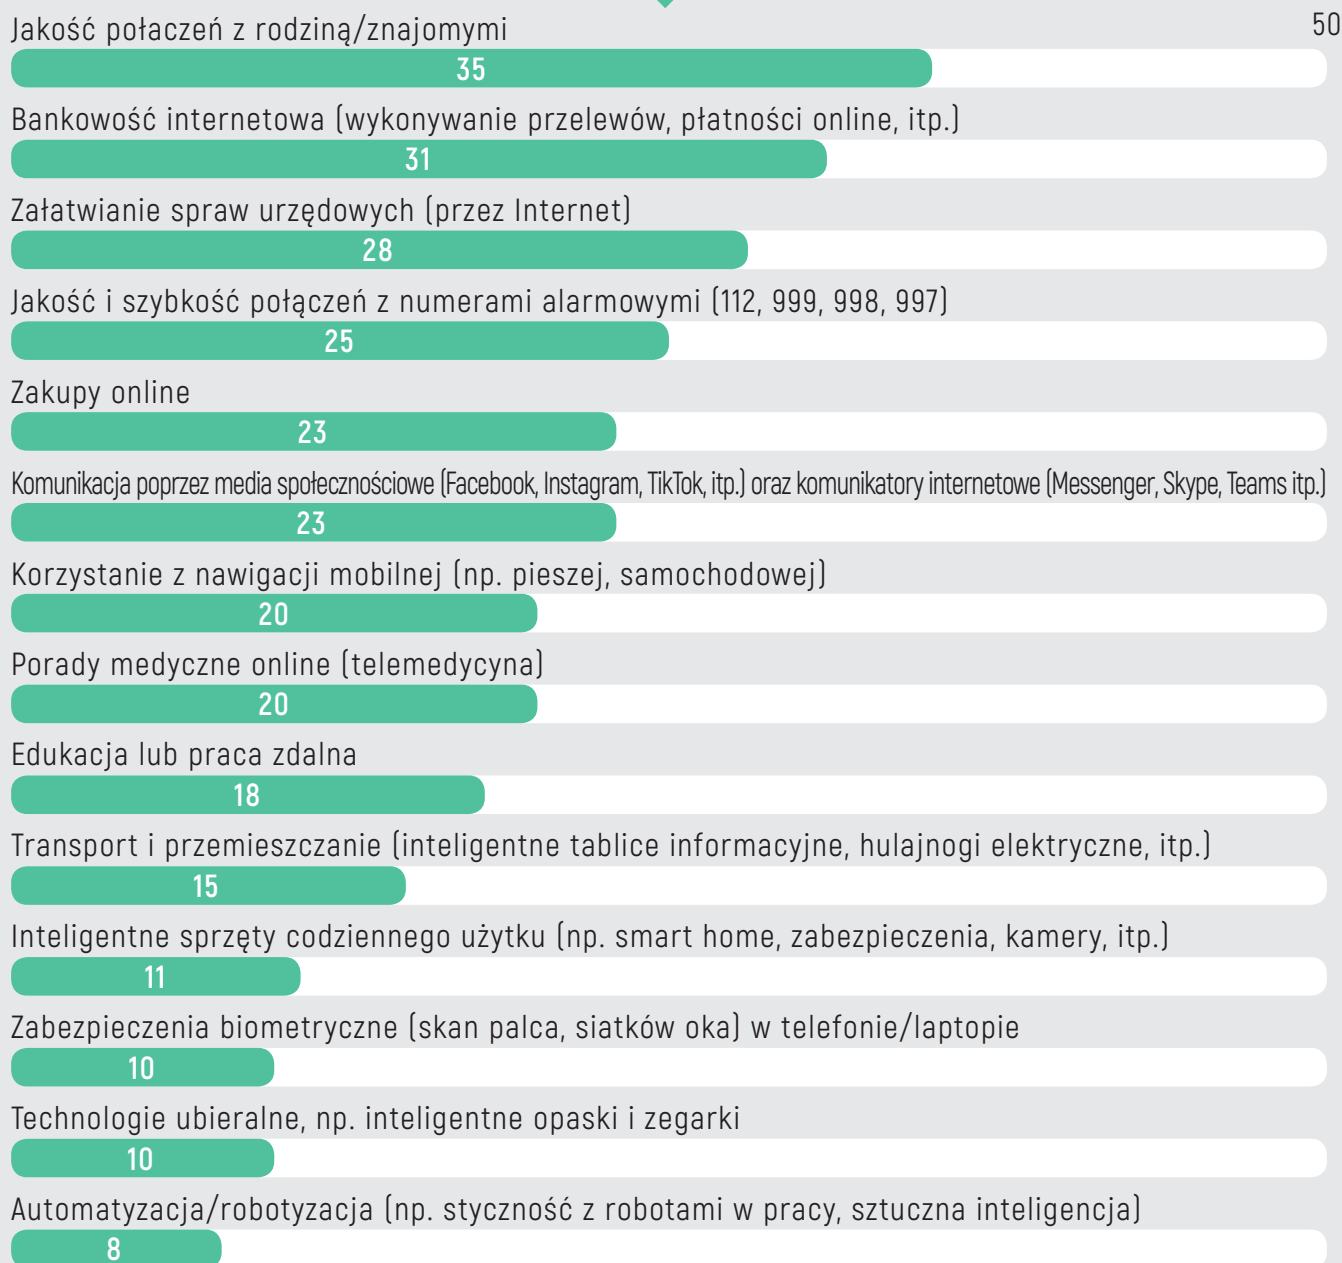 50
Jakość połaczeń z rodziną/znajomymi
35
Bankowość internetowa (wykonywanie przelewów, płatności online, itp.)
31
Załatwianie spraw urzędowych (przez Internet)
28
Jakość i szybkość połączeń z numerami alarmowymi (112, 999, 998, 997)
25
Zakupy online
23
Komunikacja poprzez media społecznościowe (Facebook, Instagram, TikTok, itp.) oraz komunikatory internetowe (Messenger, Skype, Teams itp.)
23
Korzystanie z nawigacji mobilnej (np. pieszej, samochodowej)
20
Porady medyczne online (telemedycyna)
20
Edukacja lub praca zdalna
18
Transport i przemieszczanie (inteligentne tablice informacyjne, hulajnogi elektryczne, itp.)
15
Inteligentne sprzęty codziennego użytku (np. smart home, zabezpieczenia, kamery, itp.)
11
Zabezpieczenia biometryczne (skan palca, siatków oka) w telefonie/laptopie
10
Technologie ubieralne, np. inteligentne opaski i zegarki
10
Automatyzacja/robotyzacja (np. styczność z robotami w pracy, sztuczna inteligencja)
8